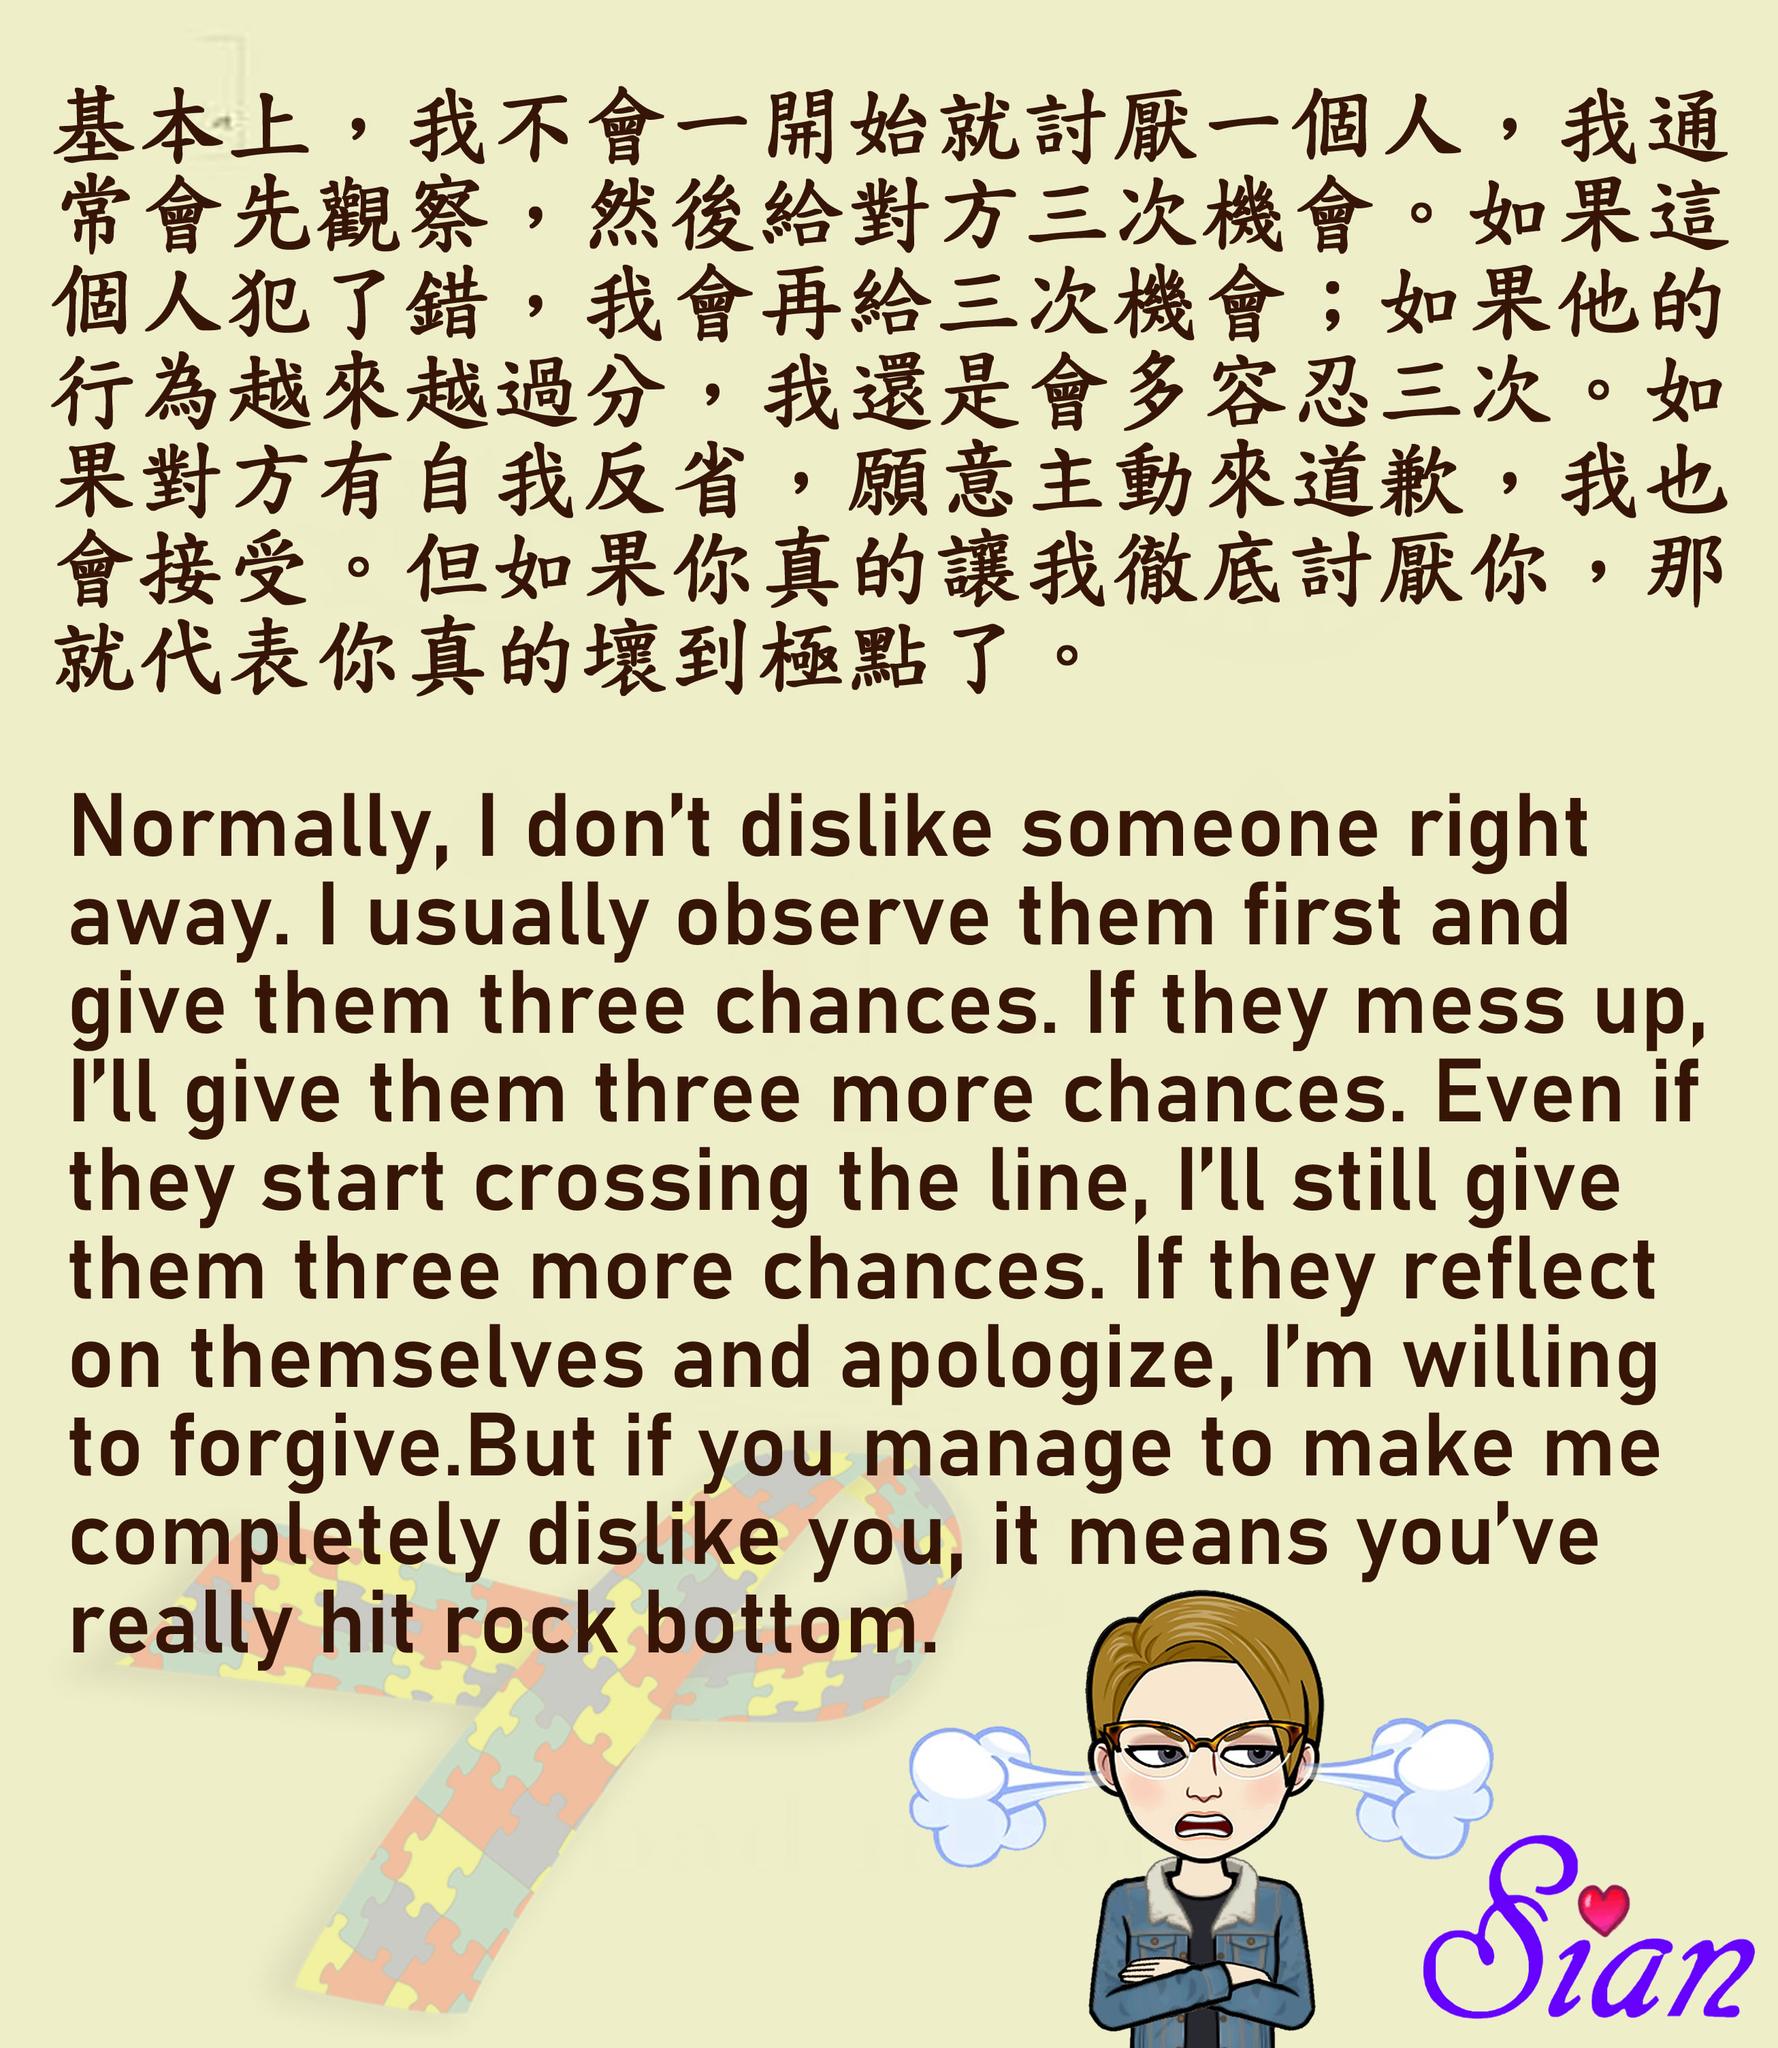 基本上，我不會一開始就討厭一個人，我通
常會先觀察，然後給對方三次機會。如果這
個人犯了錯，我會再給三次機會；如果他的
行為越來越過分，我還是會多容忍三次。如
果對方有自我反省，願意主動來道歉，我也
會接受。但如果你真的讓我徹底討厭你，那
就代表你真的壞到極點了。
Normally, I don’t dislike someone right
away. I usually observe them first and
give them three chances. If they mess up,
I’ll give them three more chances. Even if
they start crossing the line, I’ll still give
them three more chances. If they reflect
on themselves and apologize, I’m willing
to forgive.But if you manage to make me
completely dislike you, it means you’ve
really hit rock bottom.
Sian